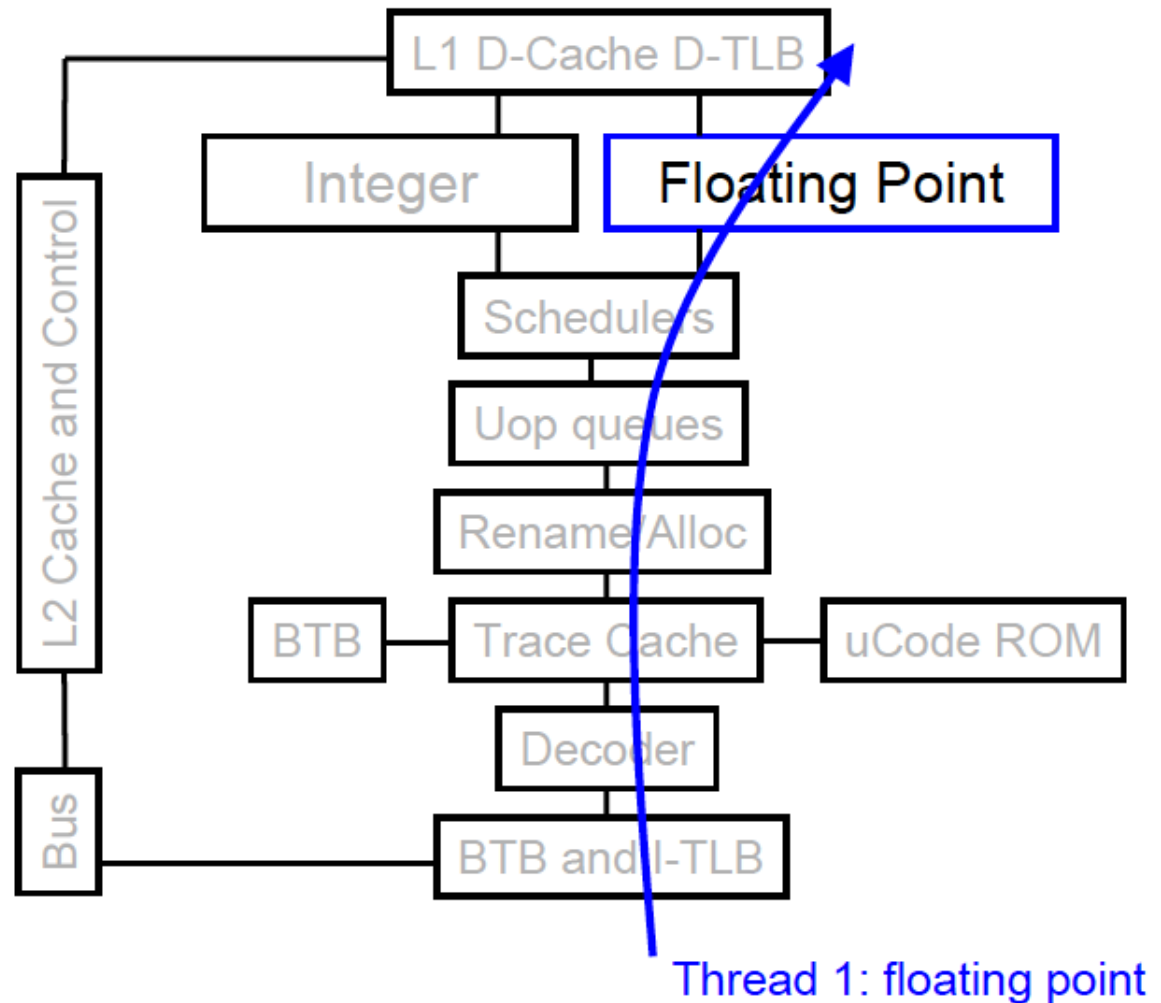 L1 D-Cache D-TLB
Integer
Floating Point
L2 Cache and Control
Schedulers
Uop queues
Rename/Alloc
BTB
Trace Cache
uCode ROM
Decoder
Bus
BTB and I-TLB
Thread 1: floating point